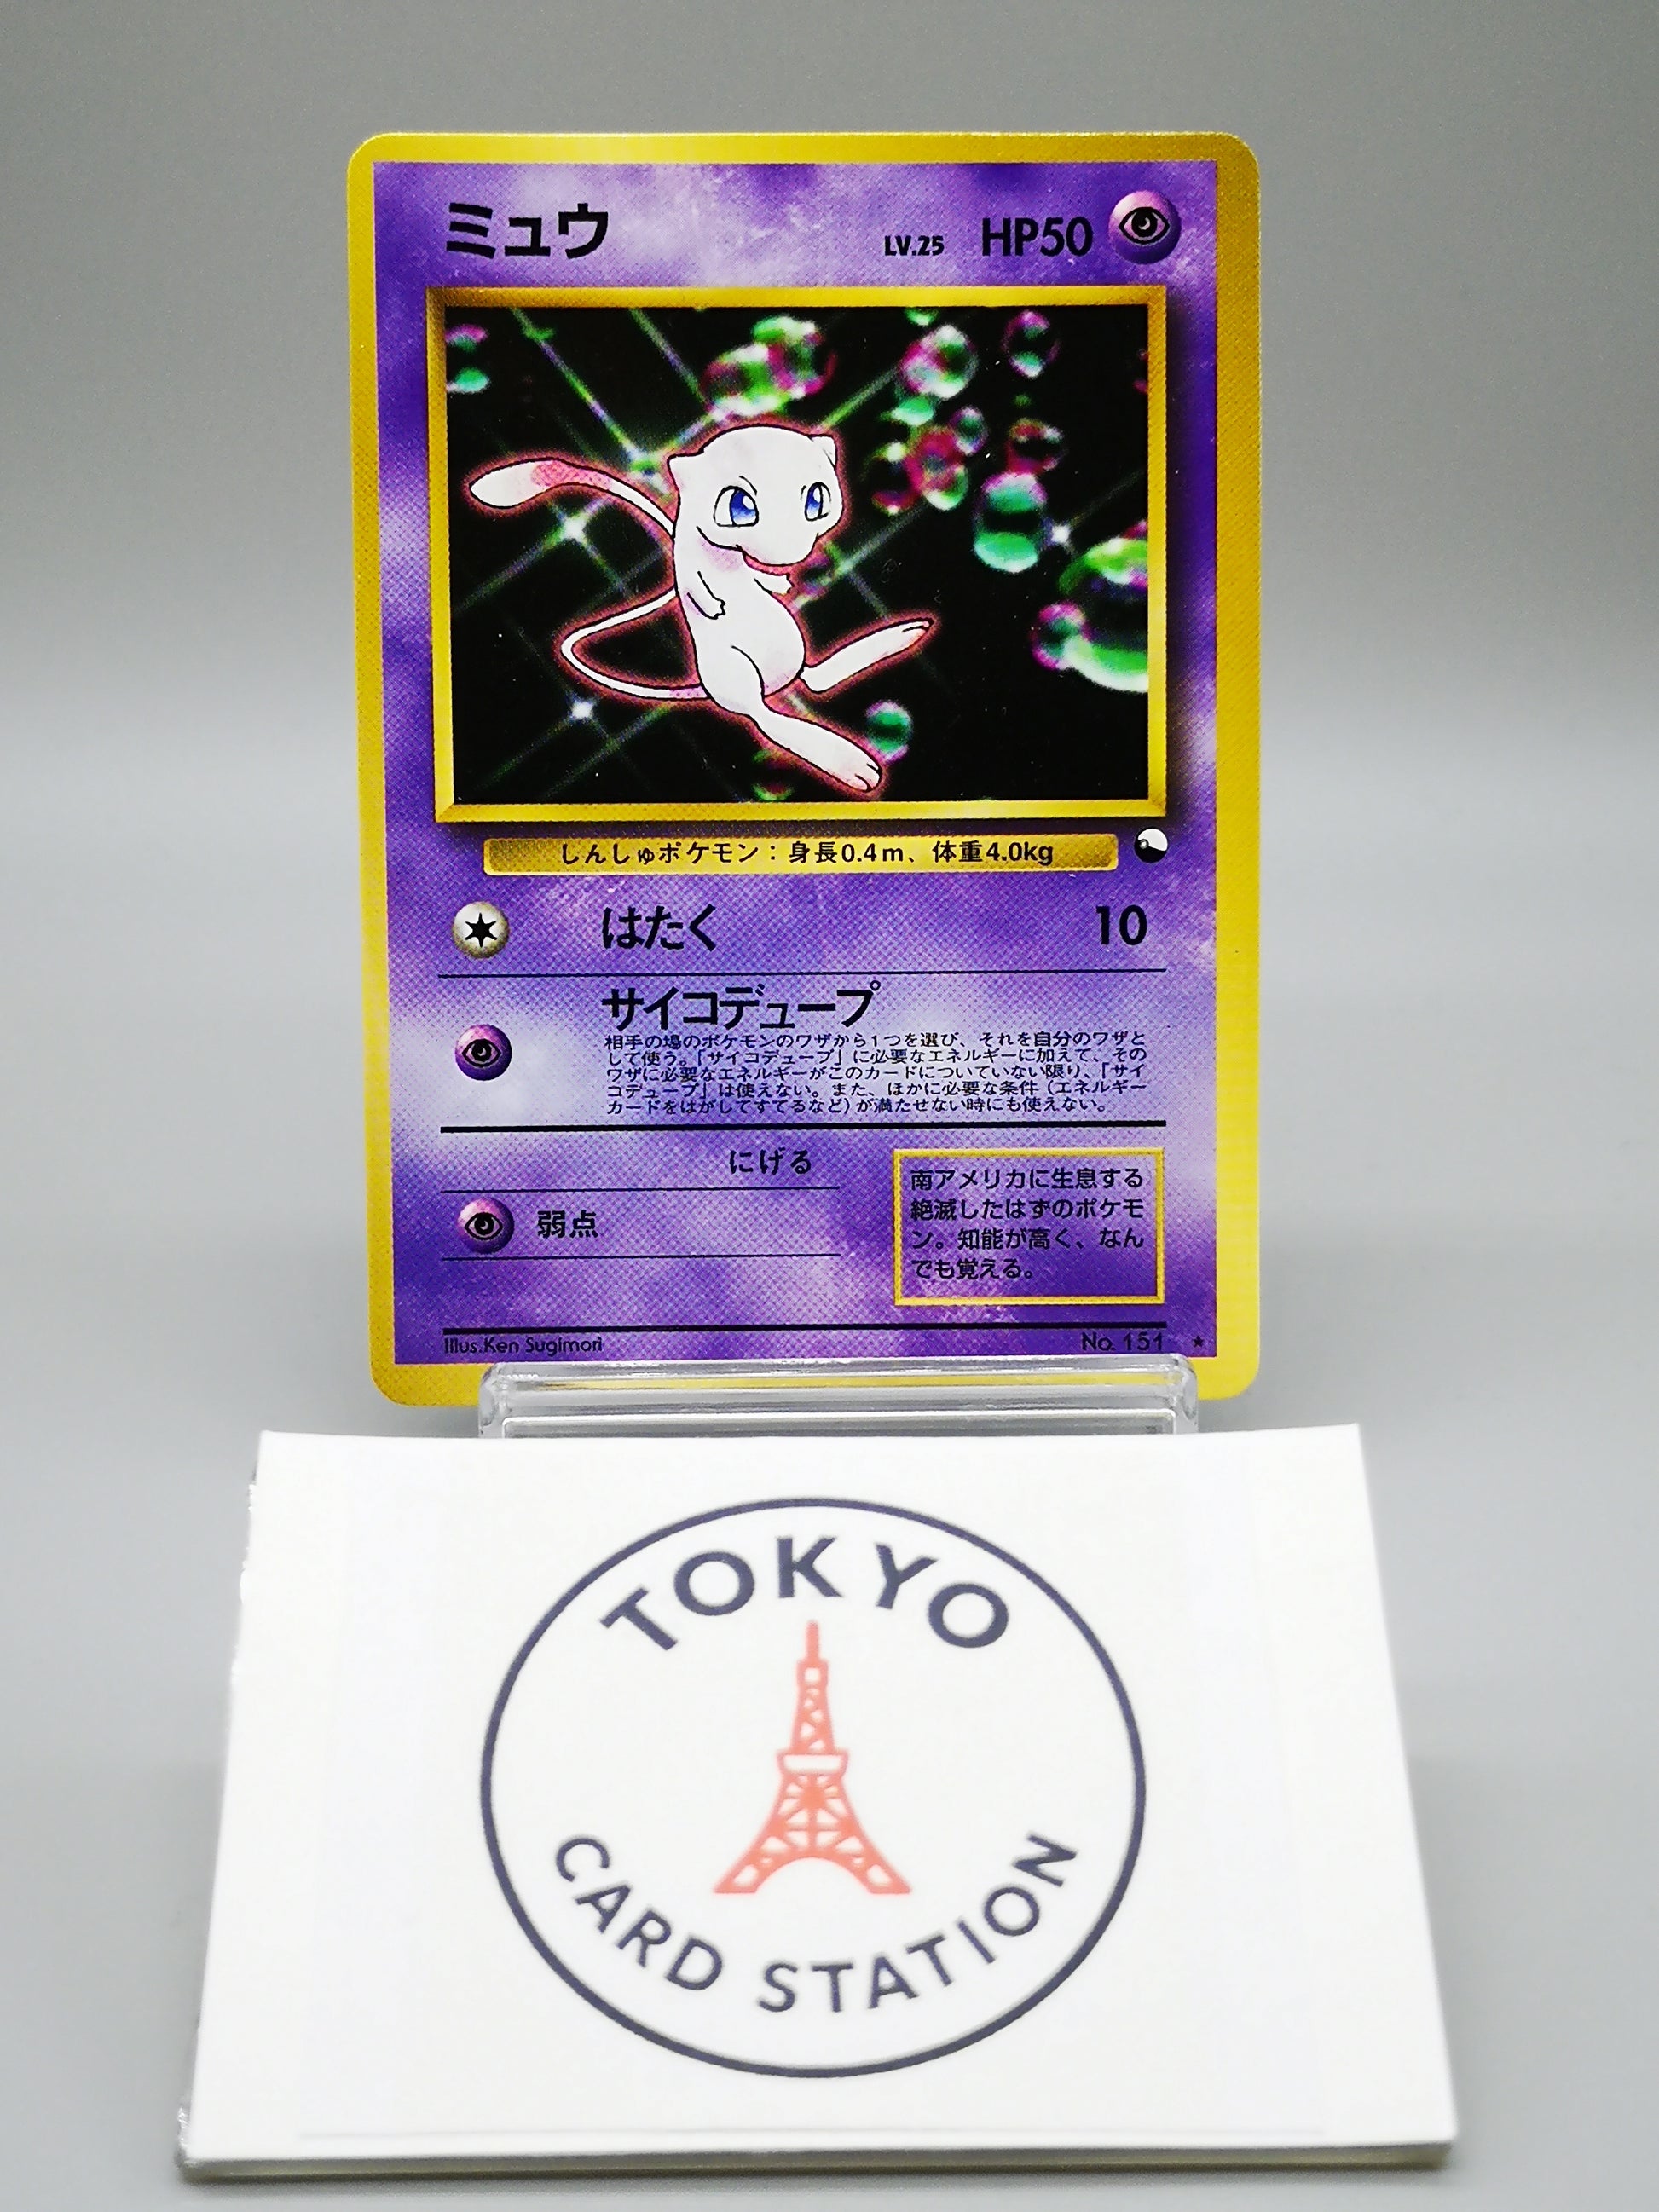 ミュウ LV.25 HP50
しんしゅポケモン：身長0.4m、体重4.0kg
はたく 10
サイコデュープ
相手の場のポケモンのワザから1つを選び、それを自分のワザと
して使う。「サイコデュープ」に必要なエネルギーに加えて、その
ワザに必要なエネルギーがこのカードについていない限り、「サイ
コデュープ」は使えない。また、ほかに必要な条件（エネルギー
カードをはがしてすてるなど）が満たせない時にも使えない。
にげる
弱点
南アメリカに生息する
絶滅したはずのポケモ
ン。知能が高く、なん
でも覚える。
Illus.Ken Sugimori No. 151 ★
TOKYO
CARD STATION